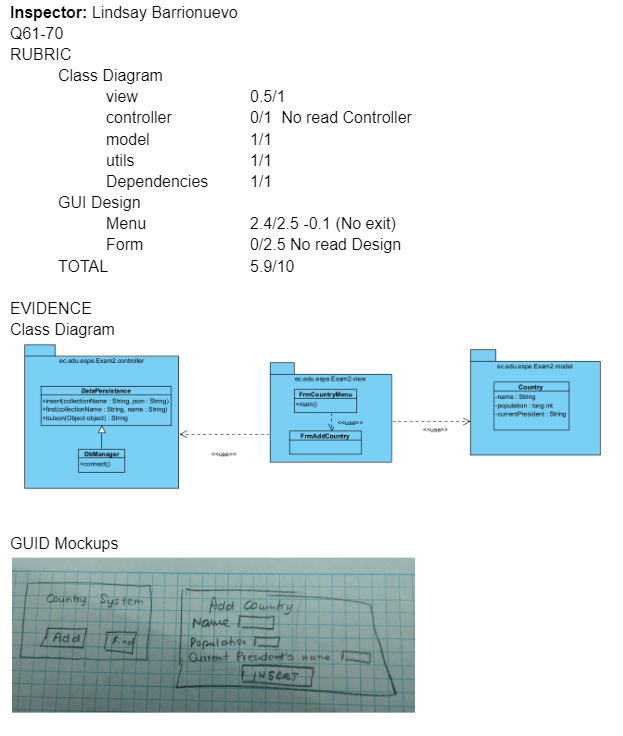 Inspector: Lindsay Barrionuevo
Q61-70
RUBRIC
Class Diagram
view 0.5/1
controller 0/1 No read Controller
model 1/1
utils 1/1
Dependencies 1/1
GUI Design
Menu 2.4/2.5 -0.1 (No exit)
Form 0/2.5 No read Design
TOTAL 5.9/10
EVIDENCE
Class Diagram
ec.edu.espe.Exam2.controller
DataPersistance
+insert(collectionName : String, json : String)
+find(collectionName : String, name : String)
+toJson(Object object) : String
DbManager
+connect()
<<use>>
ec.edu.espe.Exam2.view
FrmCountryMenu
+main()
<<use>>
FrmAddCountry
<<use>>
ec.edu.espe.Exam2.model
Country
-name : String
-population : long int
-currentPresident : String
GUID Mockups
Country System
Add Find
Add Country
Name
Population
Current President's name
INSERT